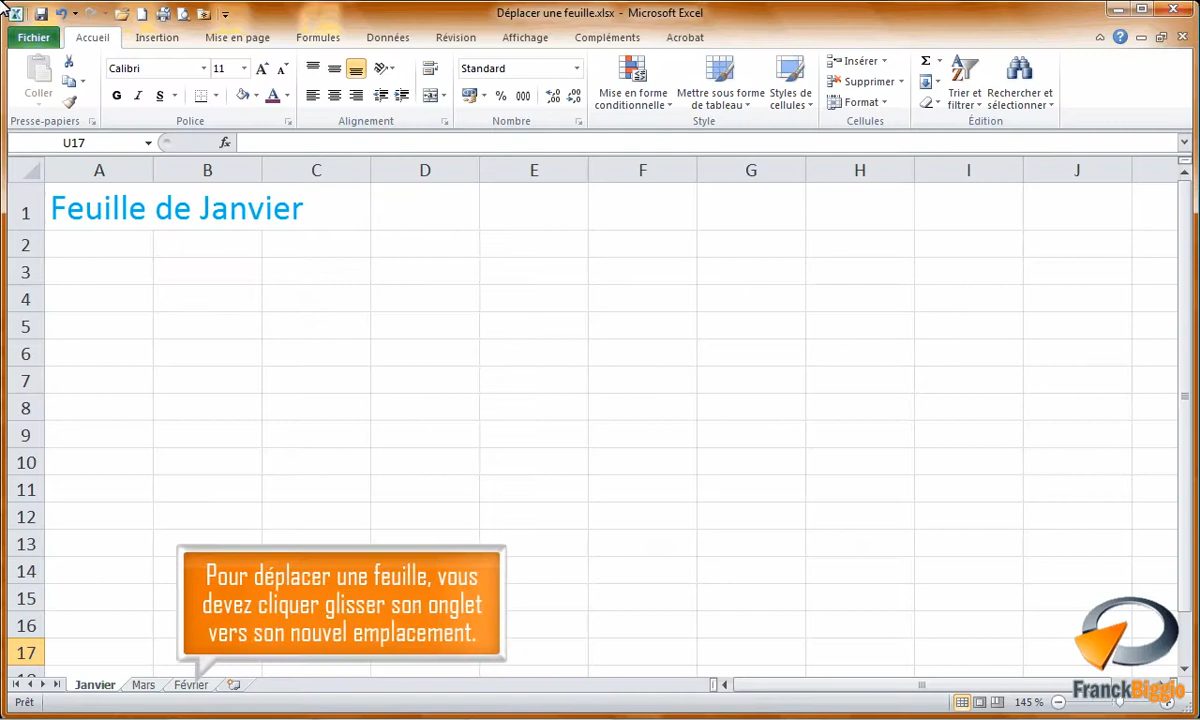 Déplacer une feuille.xlsx - Microsoft Excel
Fichier Accueil Insertion Mise en page Formules Données Révision Affichage Compléments Acrobat
Coller
Calibri 11
G I S
Standard
% 000
Mise en forme conditionnelle
Mettre sous forme de tableau
Styles de cellules
Insérer
Supprimer
Format
Σ
Trier et filtrer
Rechercher et sélectionner
Presse-papiers Police Alignement Nombre Style Cellules Édition
U17 fx
A B C D E F G H I J
1 Feuille de Janvier
2
3
4
5
6
7
8
9
10
11
12
13
14
15
16
17
Pour déplacer une feuille, vous
devez cliquer glisser son onglet
vers son nouvel emplacement.
FranckBiggio
Janvier Mars Février
Prêt 145 %